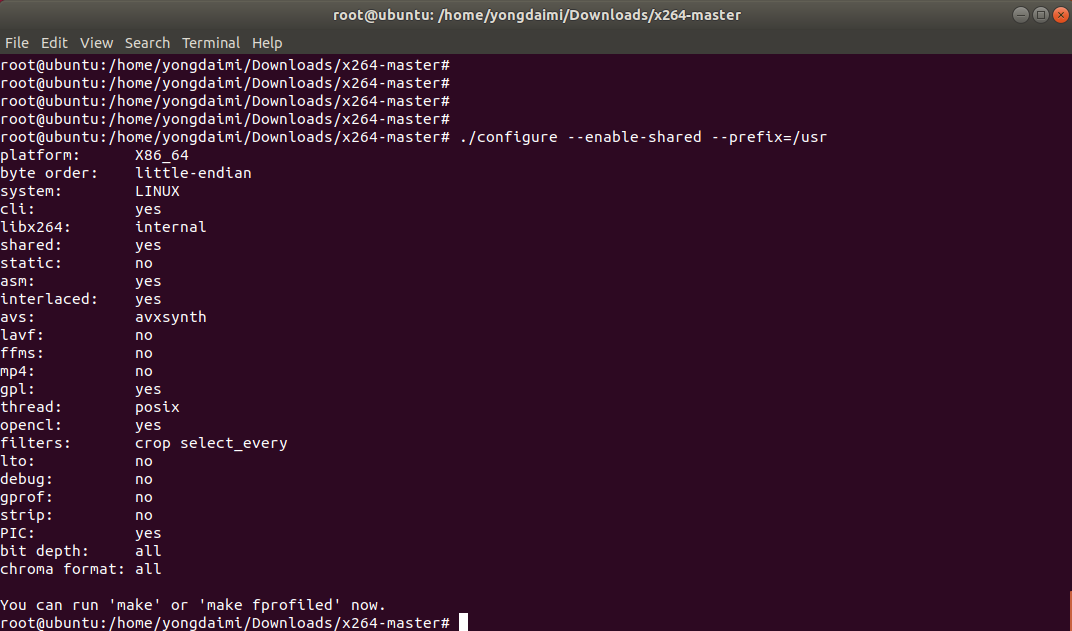 root@ubuntu: /home/yongdaimi/Downloads/x264-master
File Edit View Search Terminal Help
root@ubuntu:/home/yongdaimi/Downloads/x264-master#
root@ubuntu:/home/yongdaimi/Downloads/x264-master#
root@ubuntu:/home/yongdaimi/Downloads/x264-master#
root@ubuntu:/home/yongdaimi/Downloads/x264-master#
root@ubuntu:/home/yongdaimi/Downloads/x264-master# ./configure --enable-shared --prefix=/usr
platform:      X86_64
byte order:    little-endian
system:        LINUX
cli:           yes
libx264:       internal
shared:        yes
static:        no
asm:           yes
interlaced:    yes
avs:           avxsynth
lavf:          no
ffms:          no
mp4:           no
gpl:           yes
thread:        posix
opencl:        yes
filters:       crop select_every
lto:           no
debug:         no
gprof:         no
strip:         no
PIC:           yes
bit depth:     all
chroma format: all
You can run 'make' or 'make fprofiled' now.
root@ubuntu:/home/yongdaimi/Downloads/x264-master#